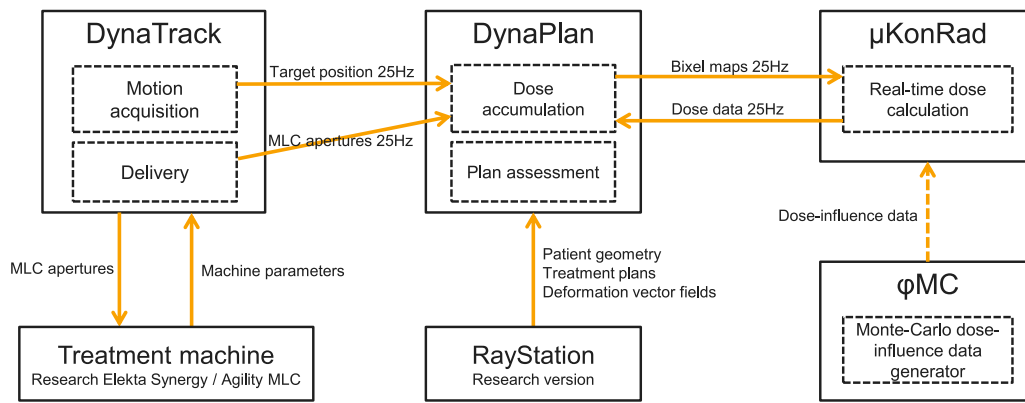 DynaTrack
Motion
acquisition
Delivery
Target position 25Hz
MLC apertures 25Hz
DynaPlan
Dose
accumulation
Plan assessment
Bixel maps 25Hz
Dose data 25Hz
μKonRad
Real-time dose
calculation
MLC apertures
Machine parameters
Patient geometry
Treatment plans
Deformation vector fields
Dose-influence data
Treatment machine
Research Elekta Synergy / Agility MLC
RayStation
Research version
φMC
Monte-Carlo dose-
influence data
generator